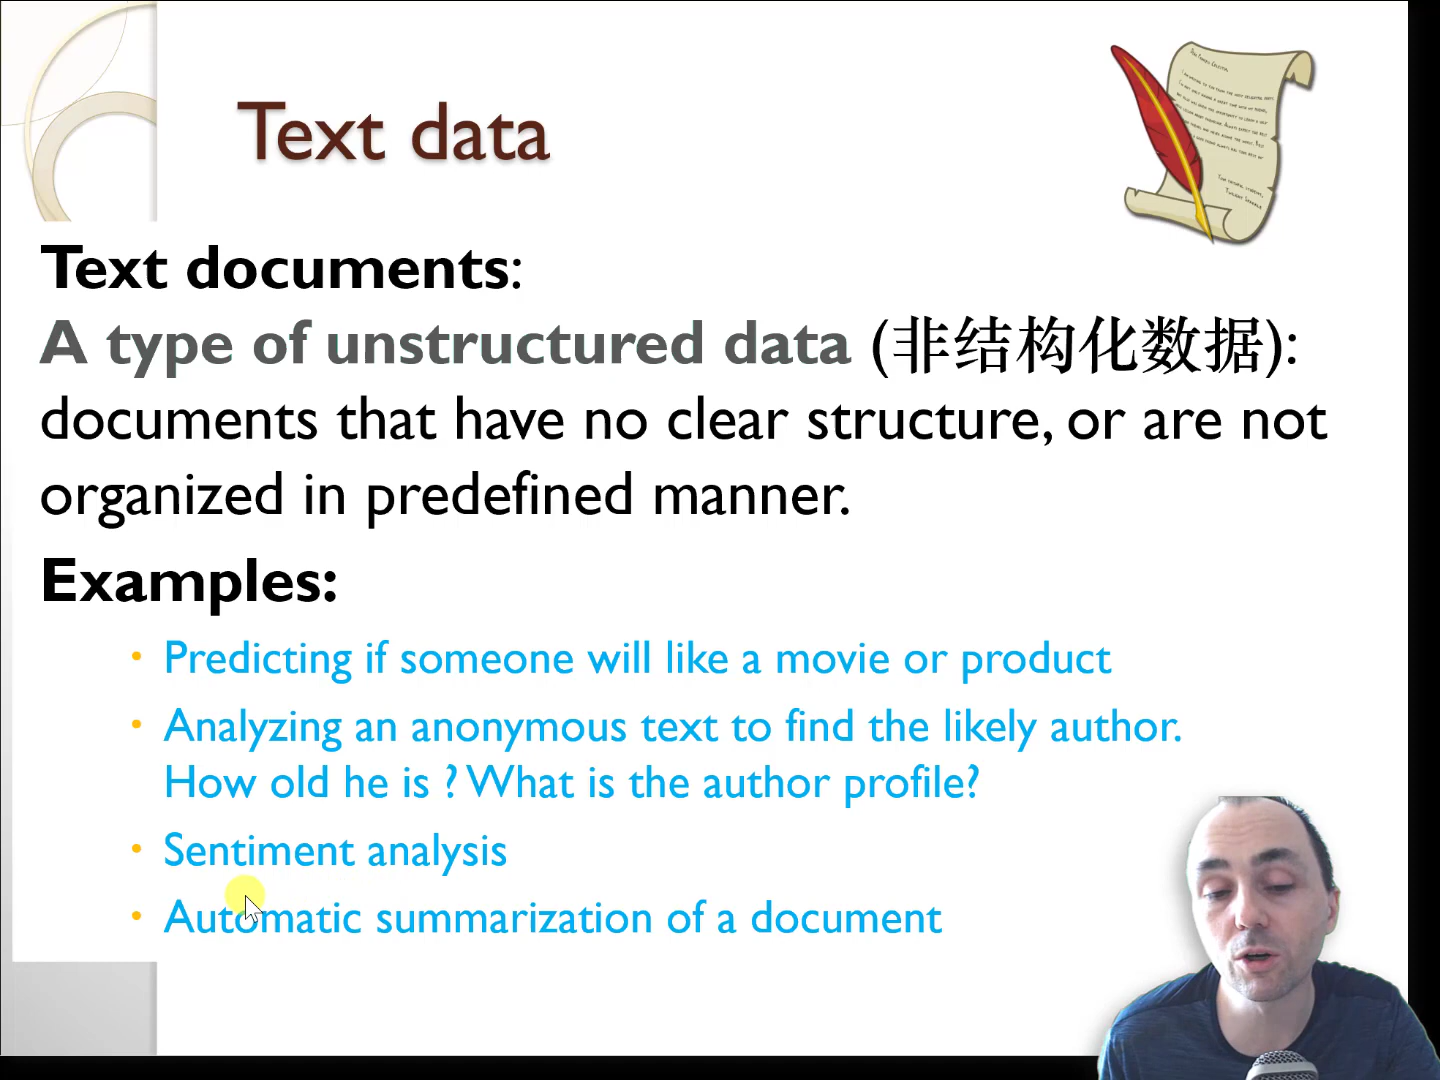 Text data
Text documents:
A type of unstructured data (非结构化数据):
documents that have no clear structure, or are not
organized in predefined manner.
Examples:
• Predicting if someone will like a movie or product
• Analyzing an anonymous text to find the likely author.
How old he is ? What is the author profile?
• Sentiment analysis
• Automatic summarization of a document